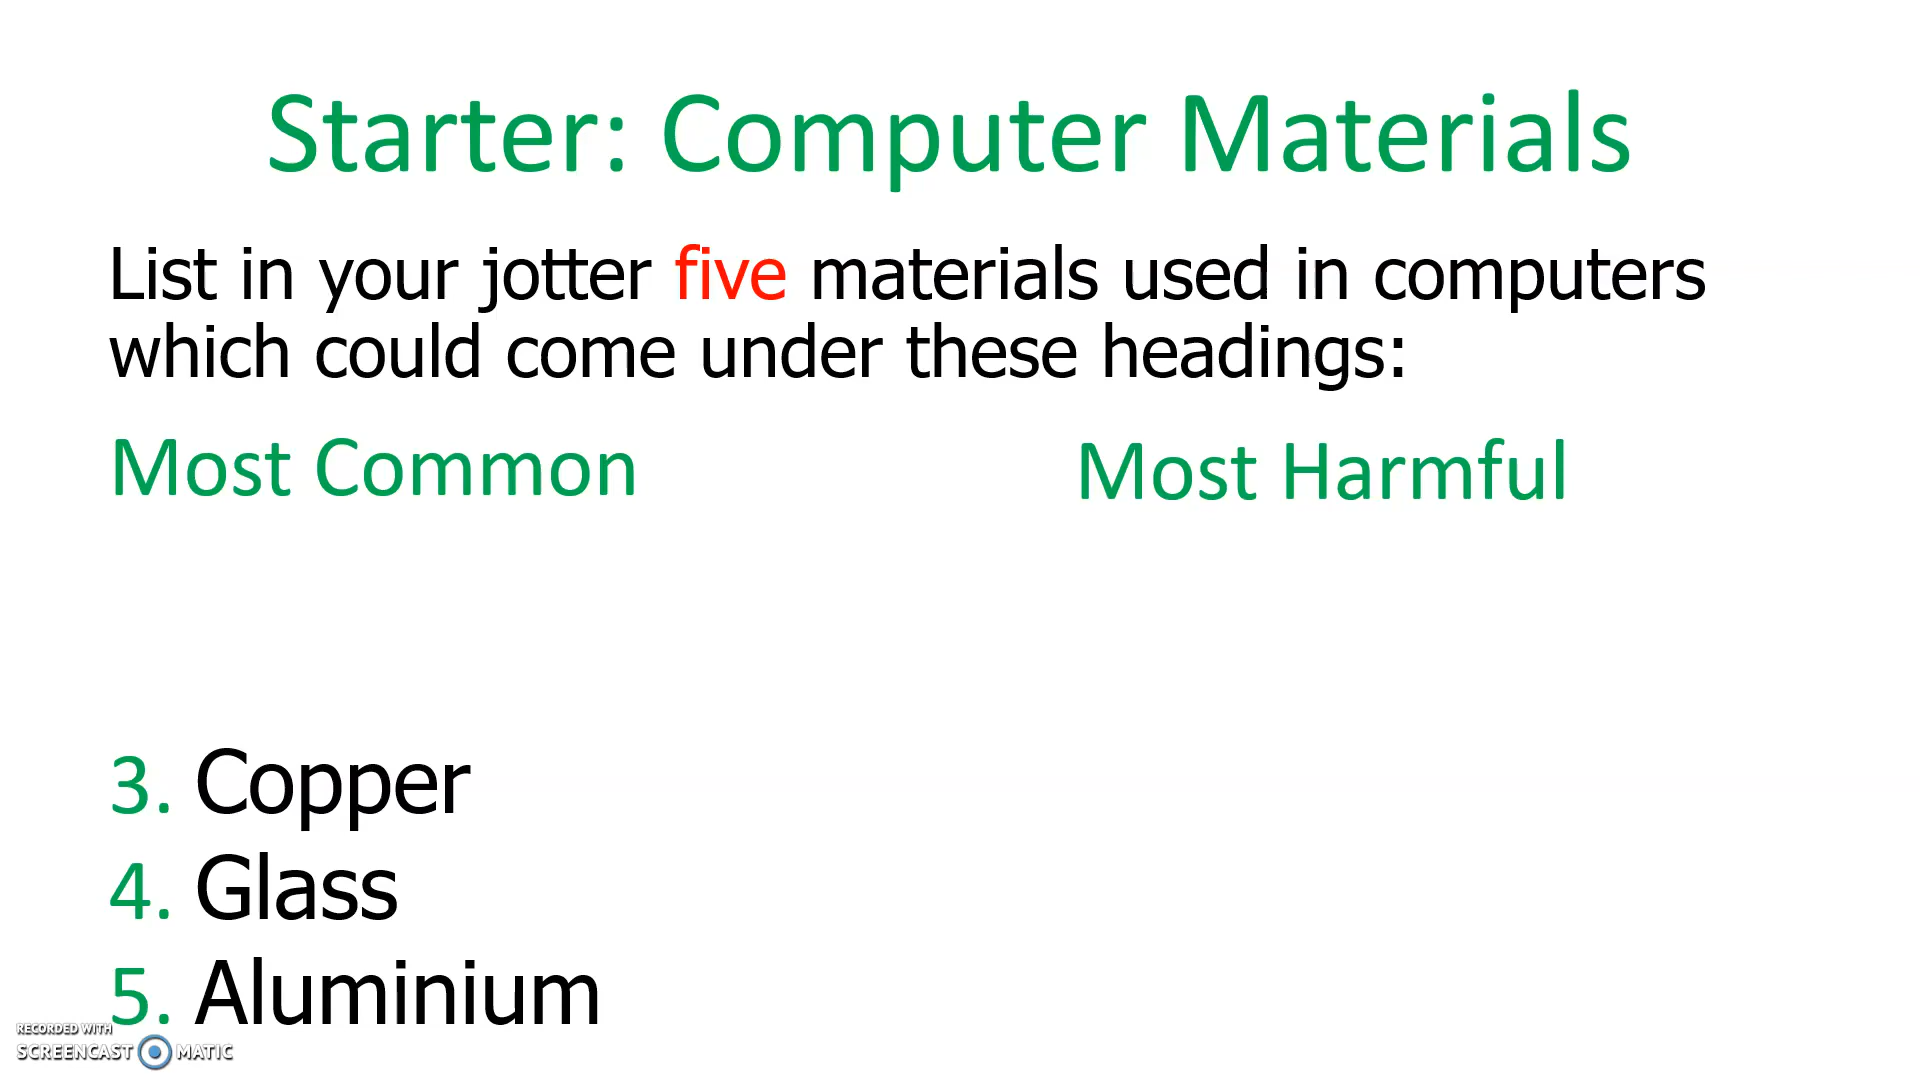 Starter: Computer Materials
List in your jotter five materials used in computers
which could come under these headings:
Most Common
Most Harmful
3. Copper
4. Glass
5. Aluminium
RECORDED WITH
SCREENCAST MATIC